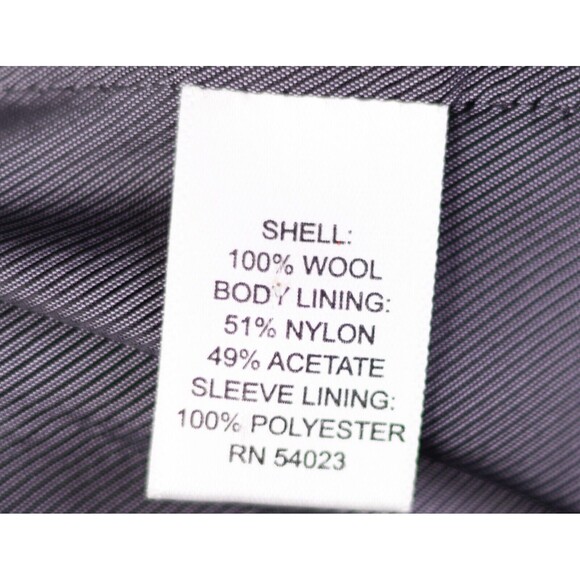 SHELL:
100% WOOL
BODY LINING:
51% NYLON
49% ACETATE
SLEEVE LINING:
100% POLYESTER
RN 54023